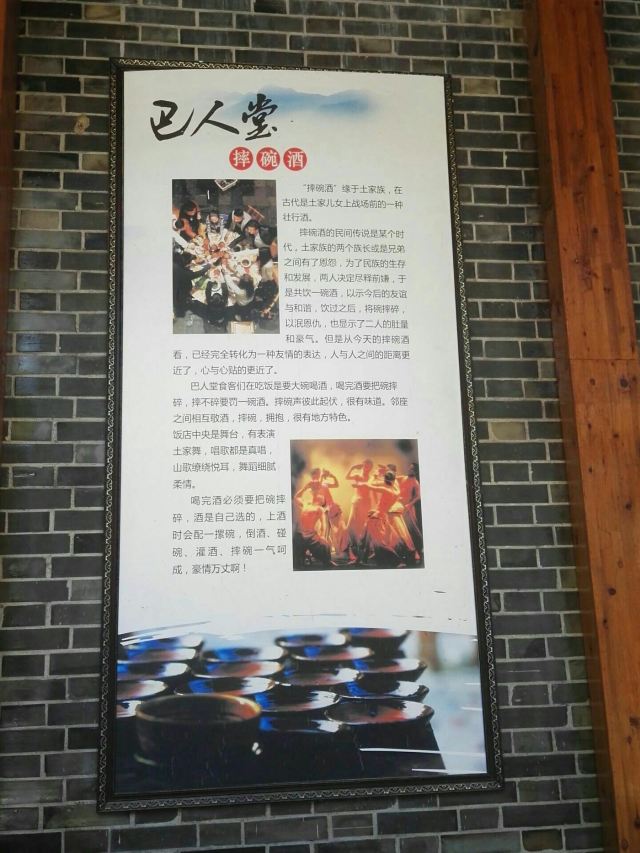 巴人堂
摔碗酒
“摔碗酒”缘于土家族，在
古代是土家儿女上战场前的一种
壮行酒。
摔碗酒的民间传说是某个时
代，土家族的两个族长或是兄弟
之间有了恩怨，为了民族的生存
和发展，两人决定尽释前嫌，于
是共饮一碗酒，以示今后的友谊
与和谐，饮过之后，将碗摔碎，
以泯恩仇，也显示了二人的肚量
和豪气。但是从今天的摔碗酒
看，已经完全转化为一种友情的表达，人与人之间的距离更
近了，心与心贴的更近了。
巴人堂食客们在吃饭是要大碗喝酒，喝完酒要把碗摔
碎，摔不碎要罚一碗酒。摔碗声彼此起伏，很有味道。邻座
之间相互敬酒，摔碗，拥抱，很有地方特色。
饭店中央是舞台，有表演
土家舞，唱歌都是真唱，
山歌缭绕悦耳，舞蹈细腻
柔情。
喝完酒必须要把碗摔
碎，酒是自己选的，上酒
时会配一摞碗，倒酒、碰
碗、灌酒、摔碗一气呵
成，豪情万丈啊！